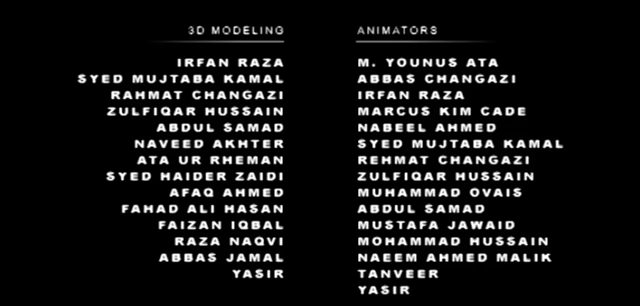 3D MODELING
IRFAN RAZA
SYED MUJTABA KAMAL
RAHMAT CHANGAZI
ZULFIQAR HUSSAIN
ABDUL SAMAD
NAVEED AKHTER
ATA UR RHEMAN
SYED HAIDER ZAIDI
AFAQ AHMED
FAHAD ALI HASAN
FAIZAN IQBAL
RAZA NAQVI
ABBAS JAMAL
YASIR
ANIMATORS
M. YOUNUS ATA
ABBAS CHANGAZI
IRFAN RAZA
MARCUS KIM CADE
NABEEL AHMED
SYED MUJTABA KAMAL
REHMAT CHANGAZI
ZULFIQAR HUSSAIN
MUHAMMAD OVAIS
ABDUL SAMAD
MUSTAFA JAWAID
MOHAMMAD HUSSAIN
NAEEM AHMED MALIK
TANVEER
YASIR